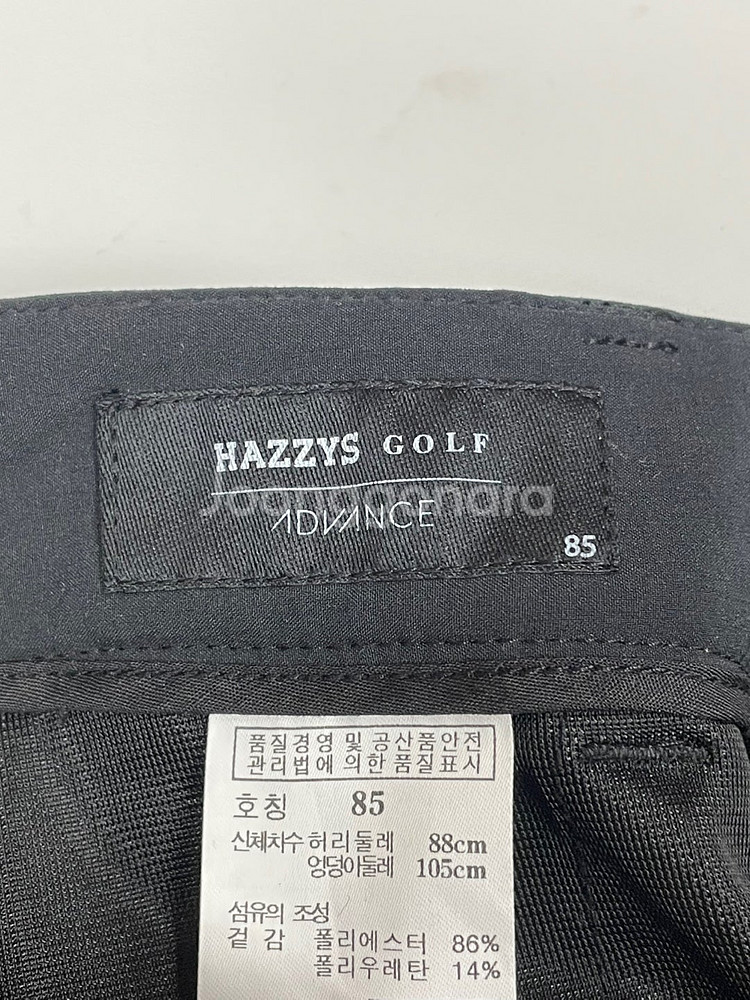 HAZZYS GOLF
Joonggonara
ADVANCE
85
품질경영 및 공산품안전
관리법에 의한 품질표시
호칭 85
신체치수 허리둘레 88cm
엉덩이둘레 105cm
섬유의 조성
겉 감 폴리에스터 86%
폴리우레탄 14%